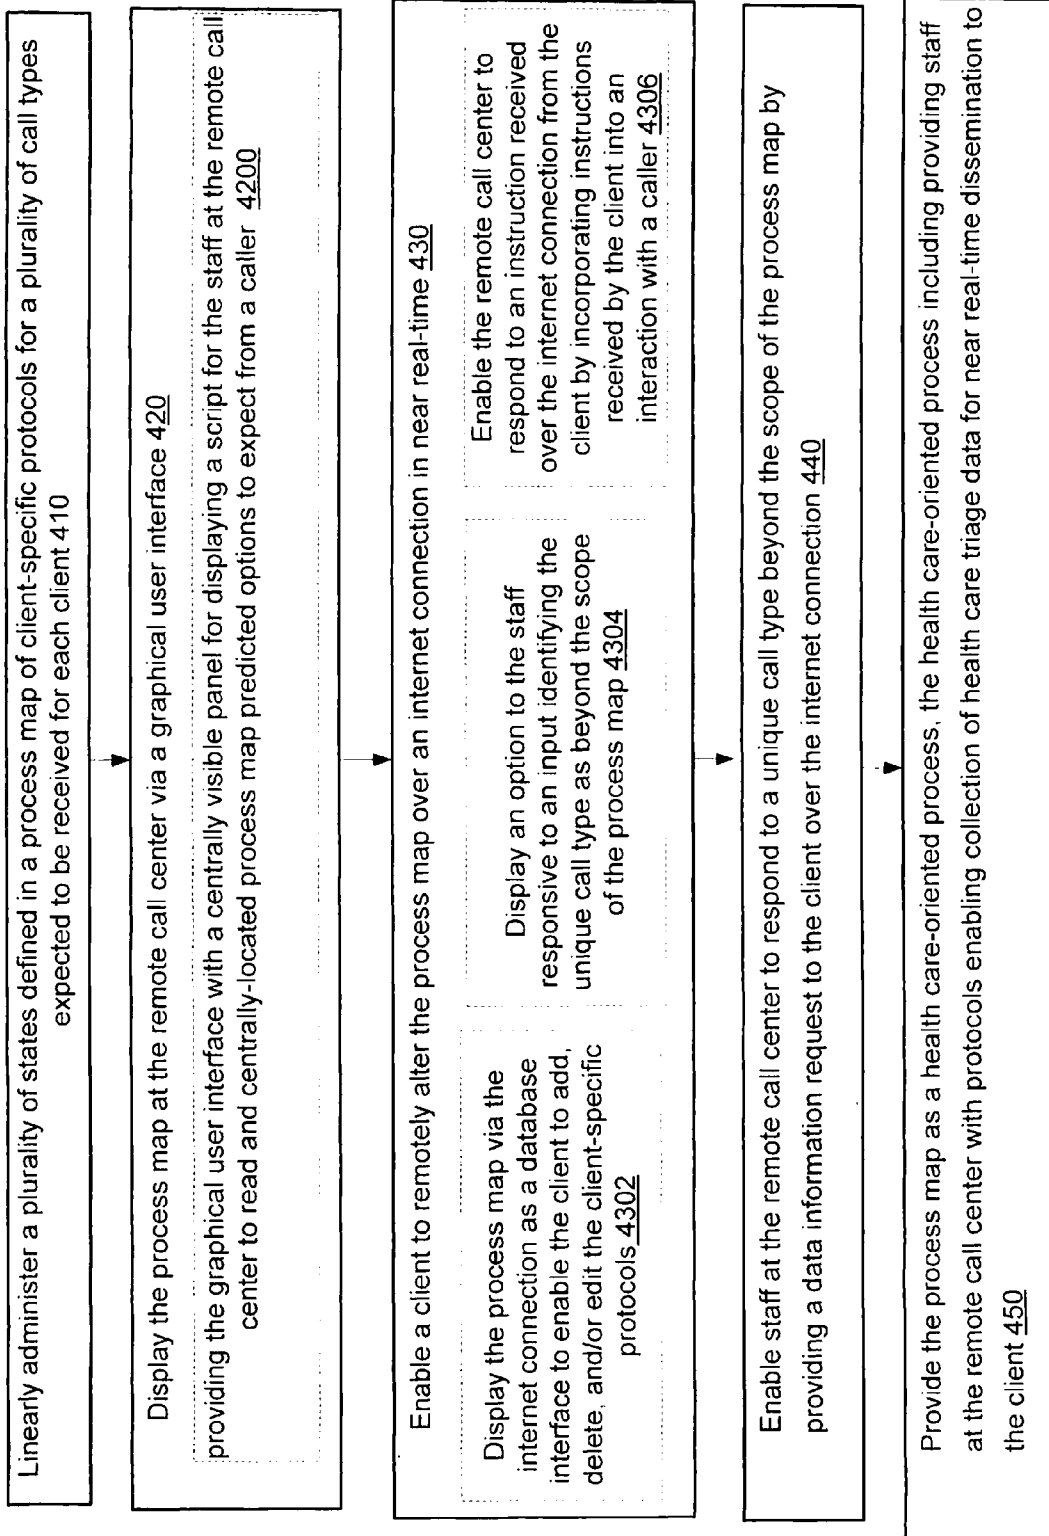 Linearly administer a plurality of states defined in a process map of client-specific protocols for a plurality of call types
expected to be received for each client 410
Display the process map at the remote call center via a graphical user interface 420
providing the graphical user interface with a centrally visible panel for displaying a script for the staff at the remote call
center to read and centrally-located process map predicted options to expect from a caller 4200
Enable a client to remotely alter the process map over an internet connection in near real-time 430
Display the process map via the
internet connection as a database
interface to enable the client to add,
delete, and/or edit the client-specific
protocols 4302
Display an option to the staff
responsive to an input identifying the
unique call type as beyond the scope
of the process map 4304
Enable the remote call center to
respond to an instruction received
over the internet connection from the
client by incorporating instructions
received by the client into an
interaction with a caller 4306
Enable staff at the remote call center to respond to a unique call type beyond the scope of the process map by
providing a data information request to the client over the internet connection 440
Provide the process map as a health care-oriented process, the health care-oriented process including providing staff
at the remote call center with protocols enabling collection of health care triage data for near real-time dissemination to
the client 450